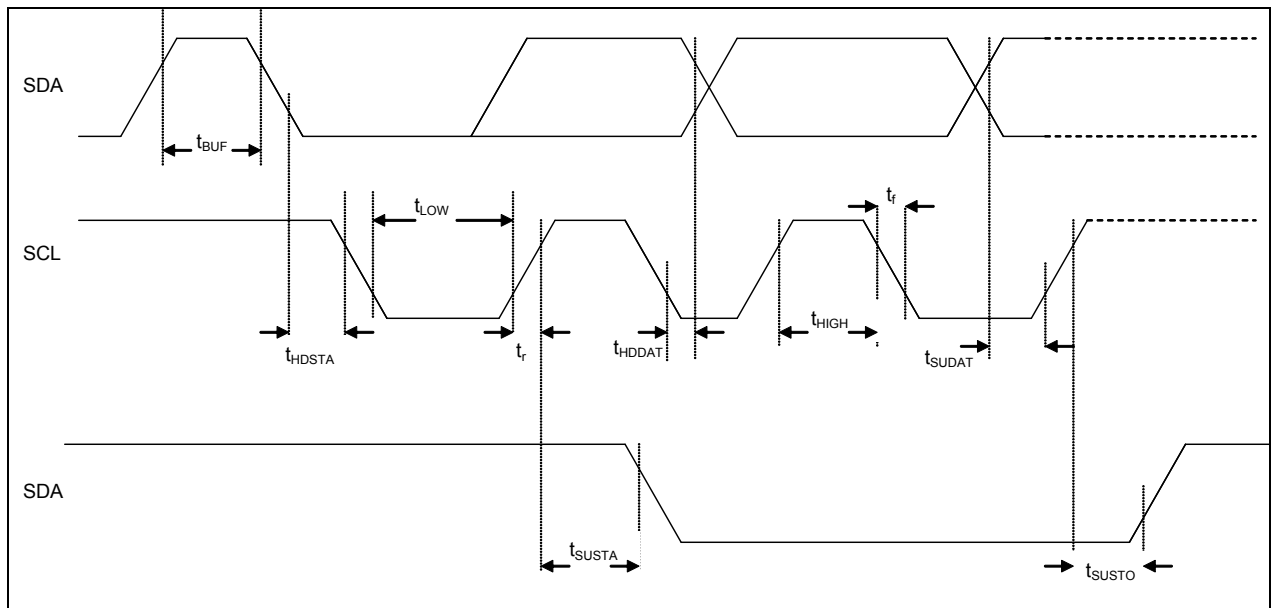 SDA
tBUF
tLOW
tf
SCL
tHDSTA
tr
tHDDAT
tHIGH
tSUDAT
SDA
tSUSTA
tSUSTO